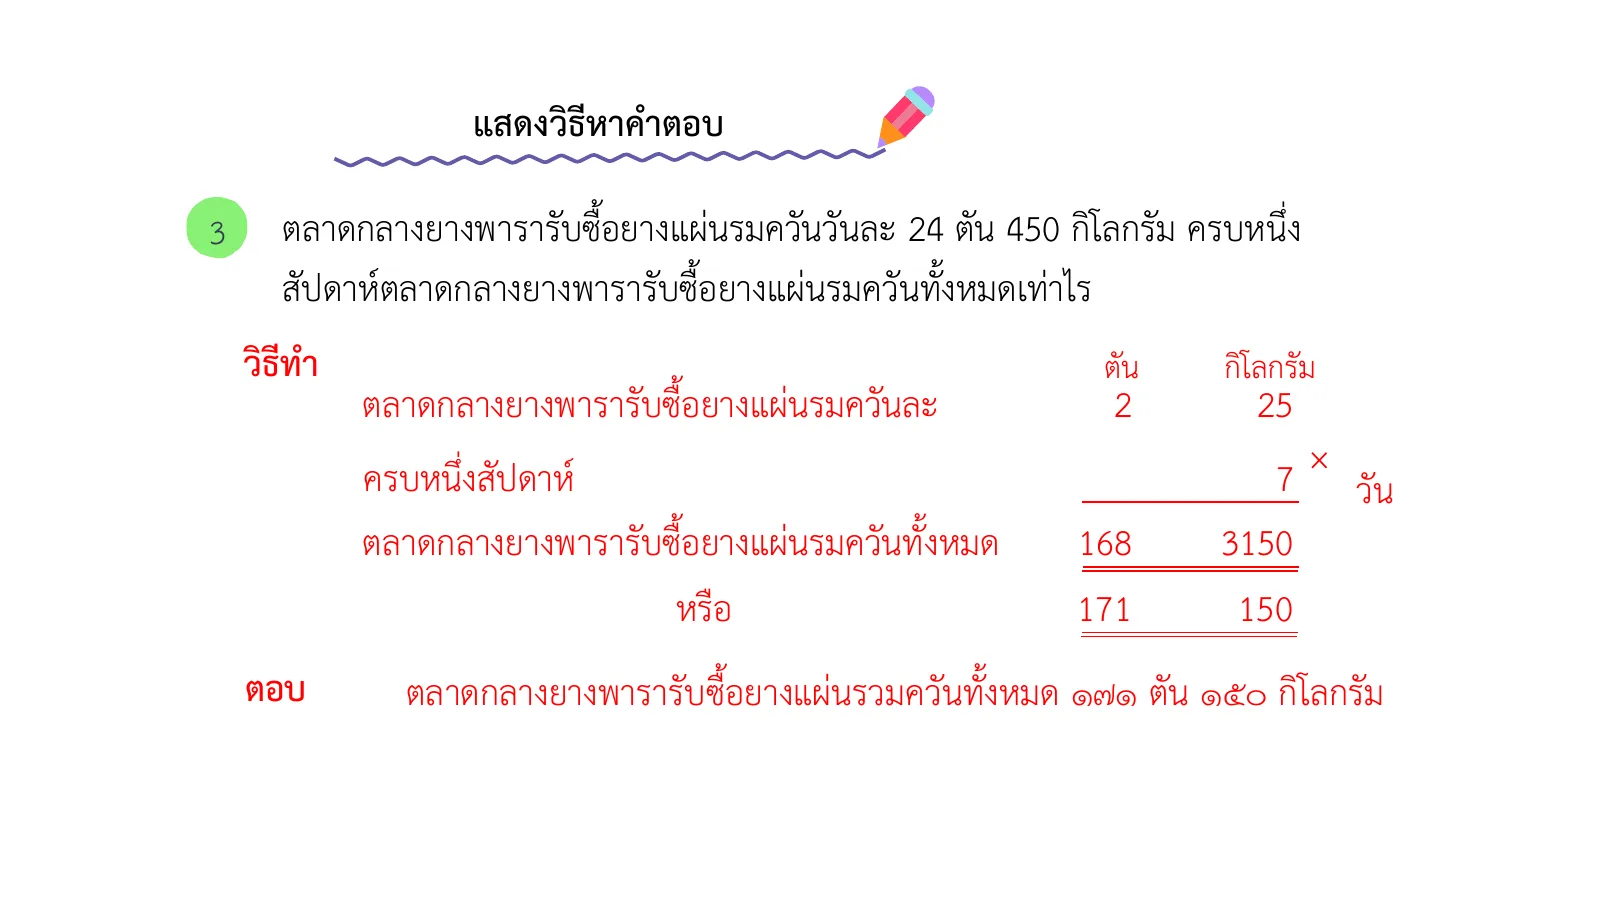 แสดงวิธีหาคำตอบ
3 ตลาดกลางยางพารารับซื้อยางแผ่นรมควันวันละ 24 ตัน 450 กิโลกรัม ครบหนึ่ง
สัปดาห์ตลาดกลางยางพารารับซื้อยางแผ่นรมควันทั้งหมดเท่าไร
วิธีทำ ตัน กิโลกรัม
ตลาดกลางยางพารารับซื้อยางแผ่นรมควันละ 2 25
ครบหนึ่งสัปดาห์ 7 × วัน
ตลาดกลางยางพารารับซื้อยางแผ่นรมควันทั้งหมด 168 3150
หรือ 171 150
ตอบ ตลาดกลางยางพารารับซื้อยางแผ่นรวมควันทั้งหมด ๑๗๑ ตัน ๑๕๐ กิโลกรัม